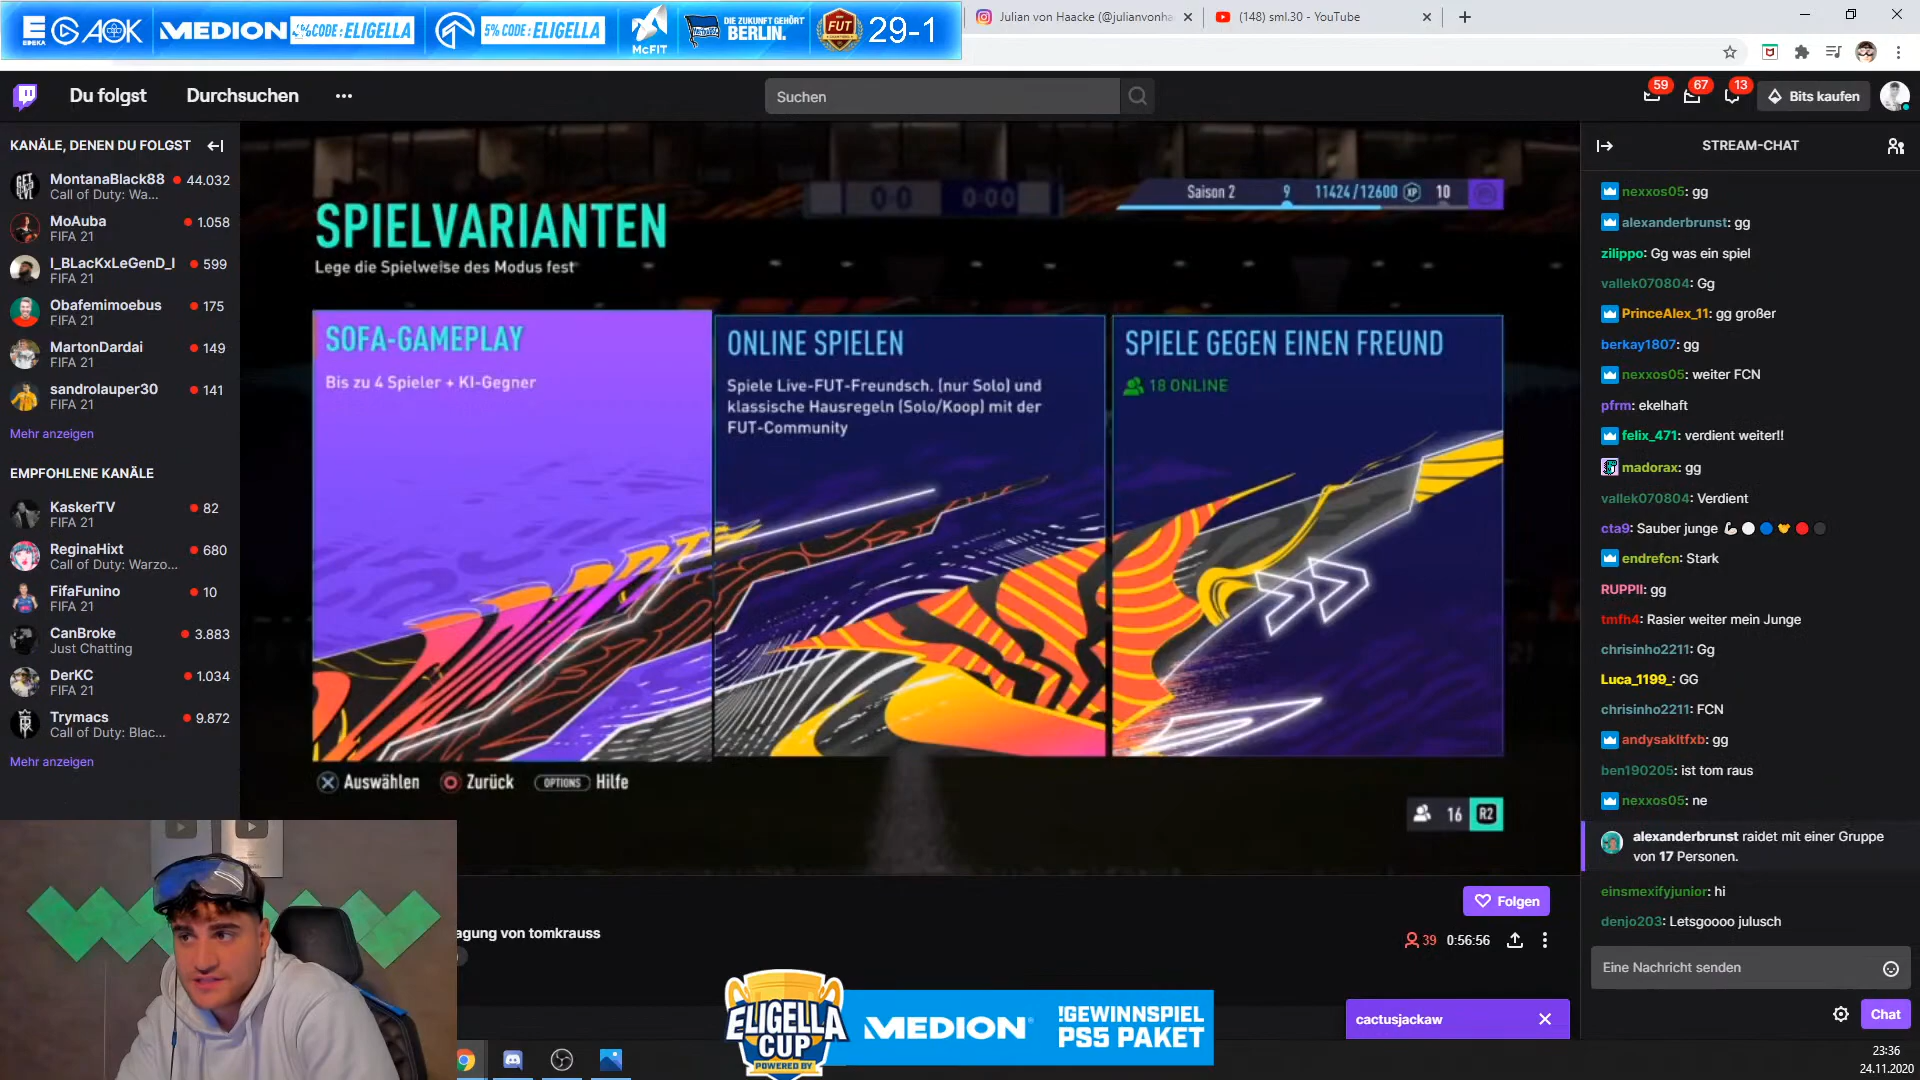 EDEKA
AOK
MEDION
CODE: ELIGELLA
5% CODE: ELIGELLA
McFIT
DIE ZUKUNFT GEHÖRT
BERLIN.
FUT
29-1
Julian von Haacke (@julianvonha
(148) sml.30 - YouTube
Du folgst
Durchsuchen
Suchen
59
67
13
Bits kaufen
KANÄLE, DENEN DU FOLGST
MontanaBlack88
44.032
Call of Duty: Wa...
MoAuba
1.058
FIFA 21
I_BLacKxLeGenD_I
599
FIFA 21
Obafemimoebus
175
FIFA 21
MartonDardai
149
FIFA 21
sandrolauper30
141
FIFA 21
Mehr anzeigen
EMPFOHLENE KANÄLE
KaskerTV
82
FIFA 21
ReginaHixt
680
Call of Duty: Warzo...
FifaFunino
10
FIFA 21
CanBroke
3.883
Just Chatting
DerKC
1.034
FIFA 21
Trymacs
9.872
Call of Duty: Blac...
Mehr anzeigen
0-0
0:00
Saison 2
9
11424/12600
XP
10
SPIELVARIANTEN
Lege die Spielweise des Modus fest
SOFA-GAMEPLAY
Bis zu 4 Spieler + KI-Gegner
ONLINE SPIELEN
Spiele Live-FUT-Freundsch. (nur Solo) und
klassische Hausregeln (Solo/Koop) mit der
FUT-Community
SPIELE GEGEN EINEN FREUND
18 ONLINE
Auswählen
Zurück
OPTIONS
Hilfe
16
R2
agung von tomkrauss
Folgen
39
0:56:56
STREAM-CHAT
nexxos05: gg
alexanderbrunst: gg
zilippo: Gg was ein spiel
vallek070804: Gg
PrinceAlex_11: gg großer
berkay1807: gg
nexxos05: weiter FCN
pfrm: ekelhaft
felix_471: verdient weiter!!
madorax: gg
vallek070804: Verdient
cta9: Sauber junge
endrefcn: Stark
RUPPII: gg
tmfh4: Rasier weiter mein Junge
chrisinho2211: Gg
Luca_1199_: GG
chrisinho2211: FCN
andysakitfxb: gg
ben190205: ist tom raus
nexxos05: ne
alexanderbrunst raidet mit einer Gruppe
von 17 Personen.
einsmexifyjunior: hi
denjo203: Letsgoooo julusch
Eine Nachricht senden
Chat
cactusjackaw
ELIGELLA
CUP
POWERED BY
MEDION
!GEWINNSPIEL
PS5 PAKET
23:36
24.11.2020